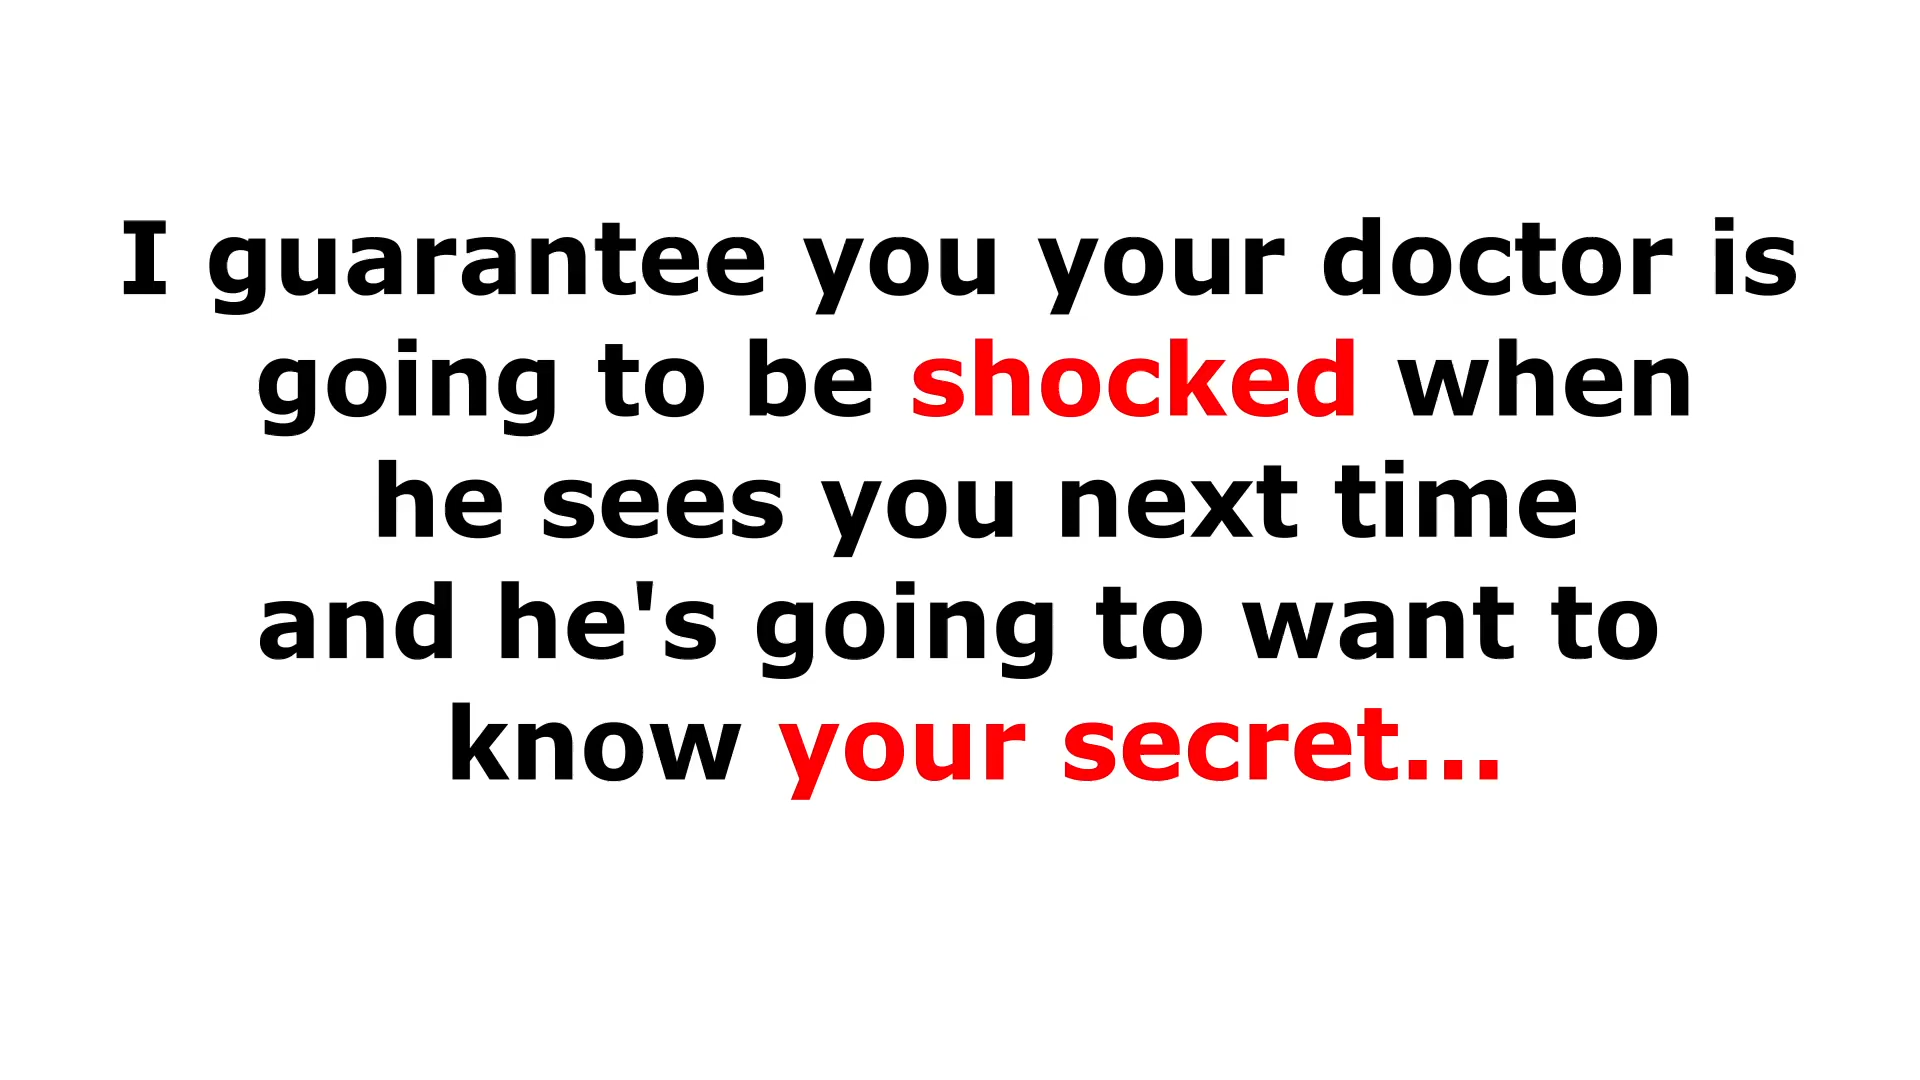 I guarantee you your doctor is
going to be shocked when
he sees you next time
and he's going to want to
know your secret...